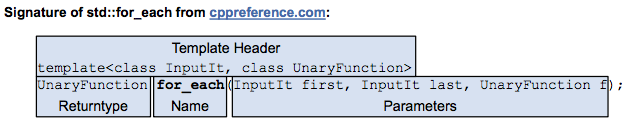 Signature of std::for_each from cppreference.com:
Template Header
template<class InputIt, class UnaryFunction>
UnaryFunction for_each(InputIt first, InputIt last, UnaryFunction f);
Returntype Name Parameters